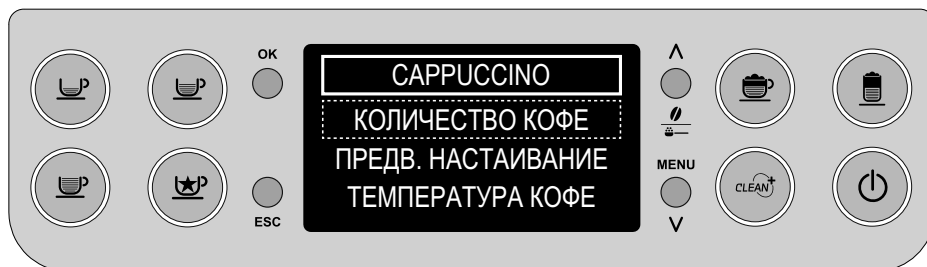 OK
ESC
CAPPUCCINO
КОЛИЧЕСТВО КОФЕ
ПРЕДВ. НАСТАИВАНИЕ
ТЕМПЕРАТУРА КОФЕ
MENU
CLEAN+